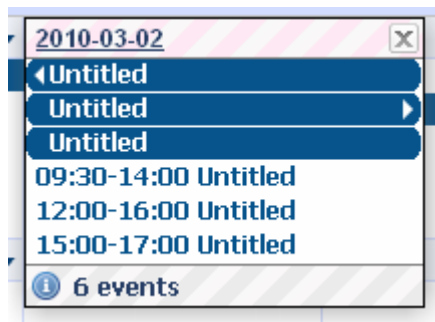 2010-03-02
Untitled
Untitled
Untitled
09:30-14:00 Untitled
12:00-16:00 Untitled
15:00-17:00 Untitled
6 events